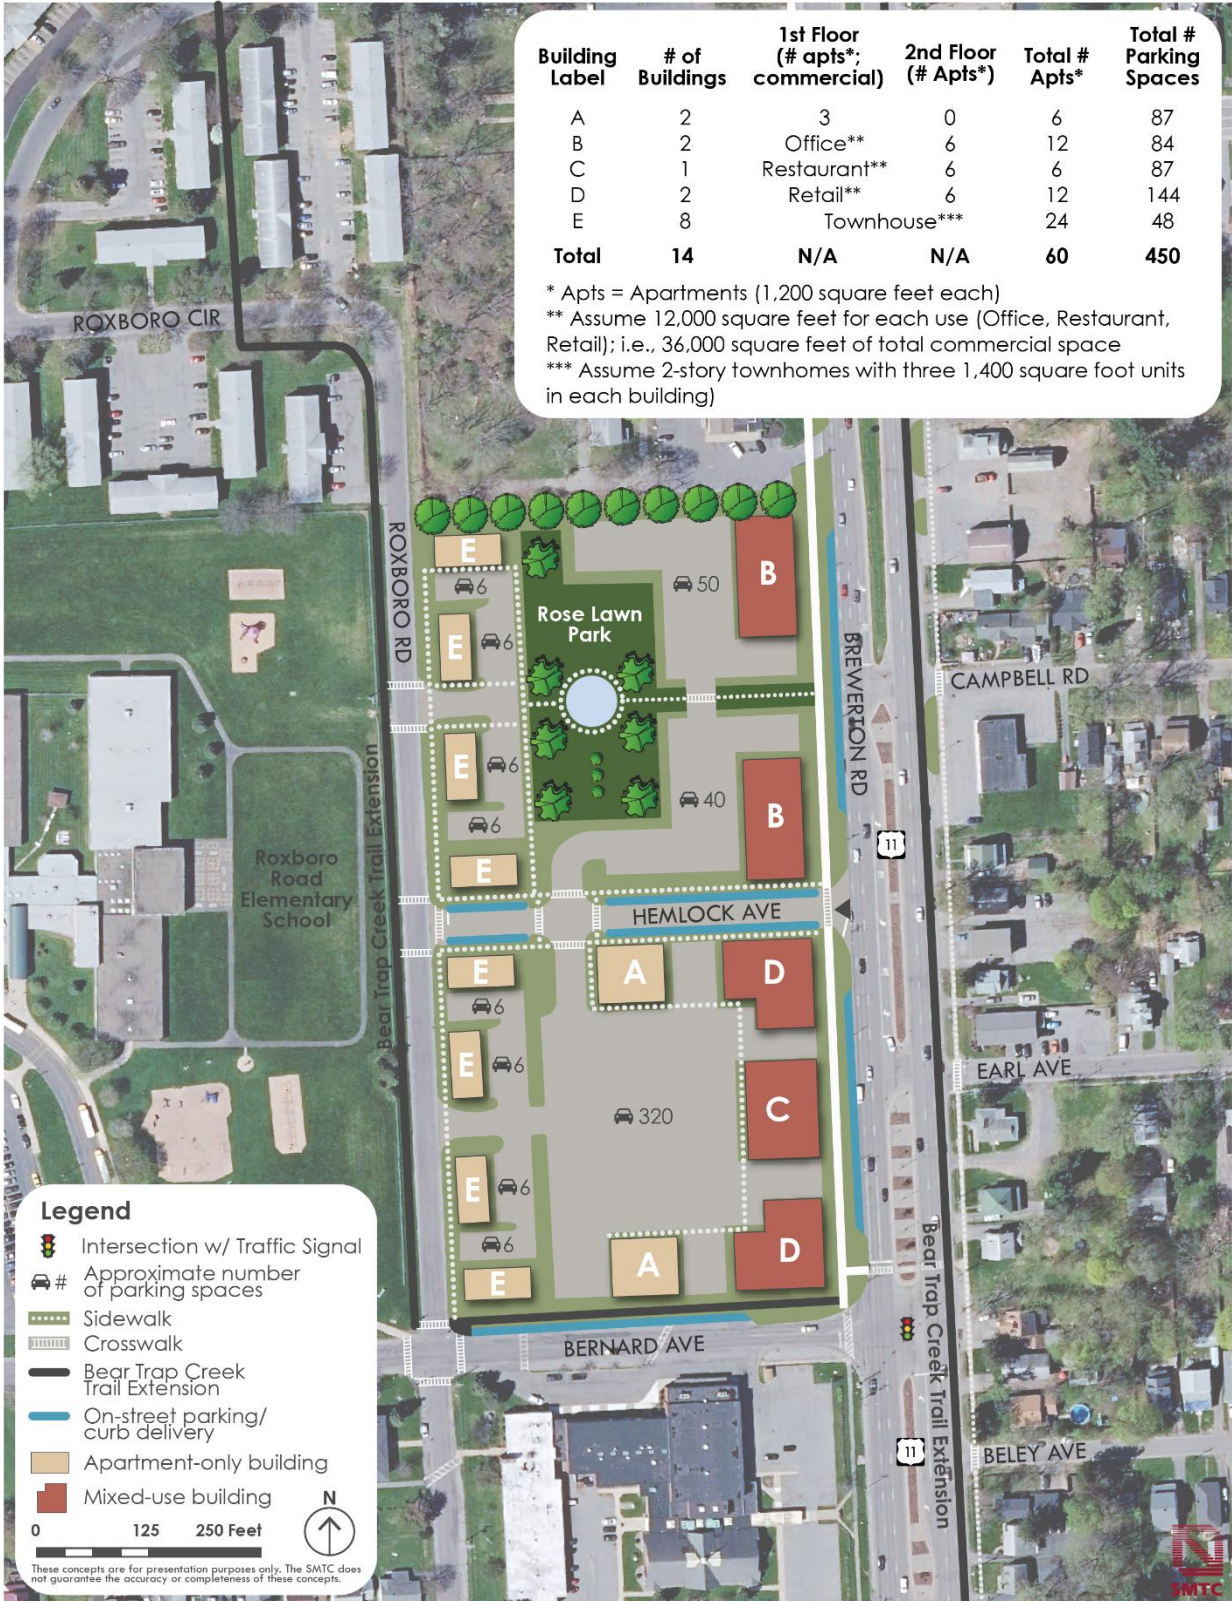 Building Label # of Buildings 1st Floor (# apts*; commercial) 2nd Floor (# Apts*) Total # Apts* Total # Parking Spaces
A 2 3 0 6 87
B 2 Office** 6 12 84
C 1 Restaurant** 6 6 87
D 2 Retail** 6 12 144
E 8 Townhouse*** 24 48
Total 14 N/A N/A 60 450
* Apts = Apartments (1,200 square feet each)
** Assume 12,000 square feet for each use (Office, Restaurant,
Retail); i.e., 36,000 square feet of total commercial space
*** Assume 2-story townhomes with three 1,400 square foot units
in each building)
ROXBORO CIR
ROXBORO RD
E
6
B
50
Rose Lawn
Park
E
6
BREWERTON RD
CAMPBELL RD
E
6
6
40
B
11
E
Roxboro
Road
Elementary
School
Bear Trap Creek Trail Extension
HEMLOCK AVE
E
A
D
6
E
6
EARL AVE
320
C
E
6
6
E
A
D
Bear Trap Creek Trail Extension
BERNARD AVE
11
BELEY AVE
Legend
Intersection w/ Traffic Signal
# Approximate number
of parking spaces
Sidewalk
Crosswalk
Bear Trap Creek
Trail Extension
On-street parking/
curb delivery
Apartment-only building
Mixed-use building
N
0 125 250 Feet
These concepts are for presentation purposes only. The SMTC does
not guarantee the accuracy or completeness of these concepts.
SMTC